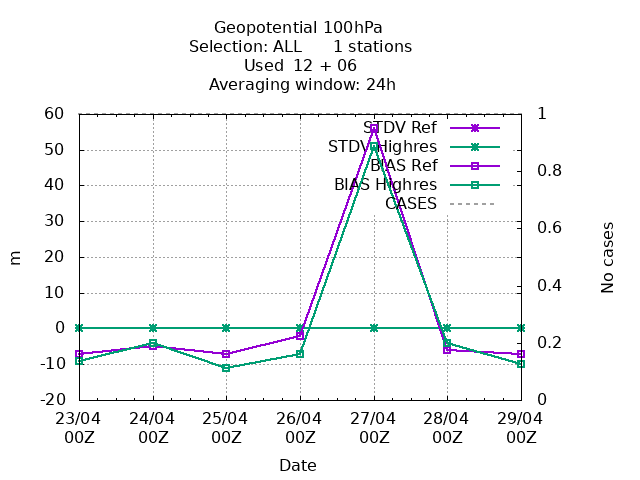 Geopotential 100hPa
Selection: ALL 1 stations
Used 12 + 06
Averaging window: 24h
STDV Ref
STDV Highres
BIAS Ref
BIAS Highres
CASES
60
50
40
30
20
10
0
-10
-20
1
0.8
0.6
0.4
0.2
0
m
No cases
23/04 24/04 25/04 26/04 27/04 28/04 29/04
00Z 00Z 00Z 00Z 00Z 00Z 00Z
Date